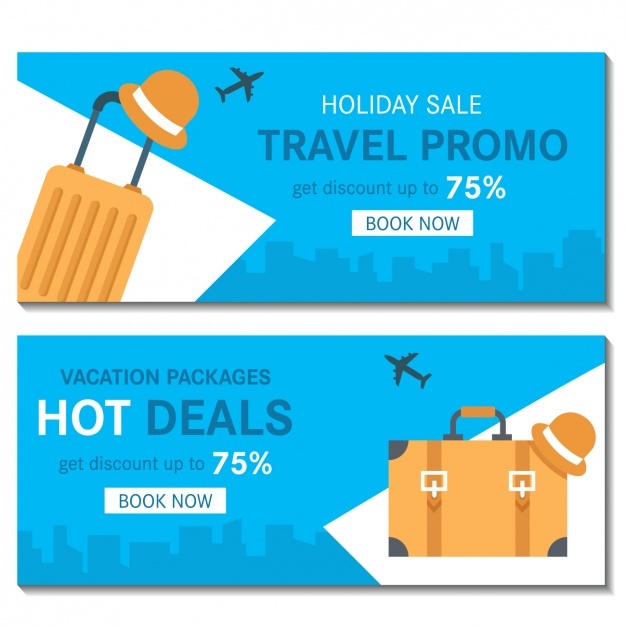 HOLIDAY SALE
TRAVEL PROMO
get discount up to 75%
BOOK NOW
VACATION PACKAGES
HOT DEALS
get discount up to 75%
BOOK NOW